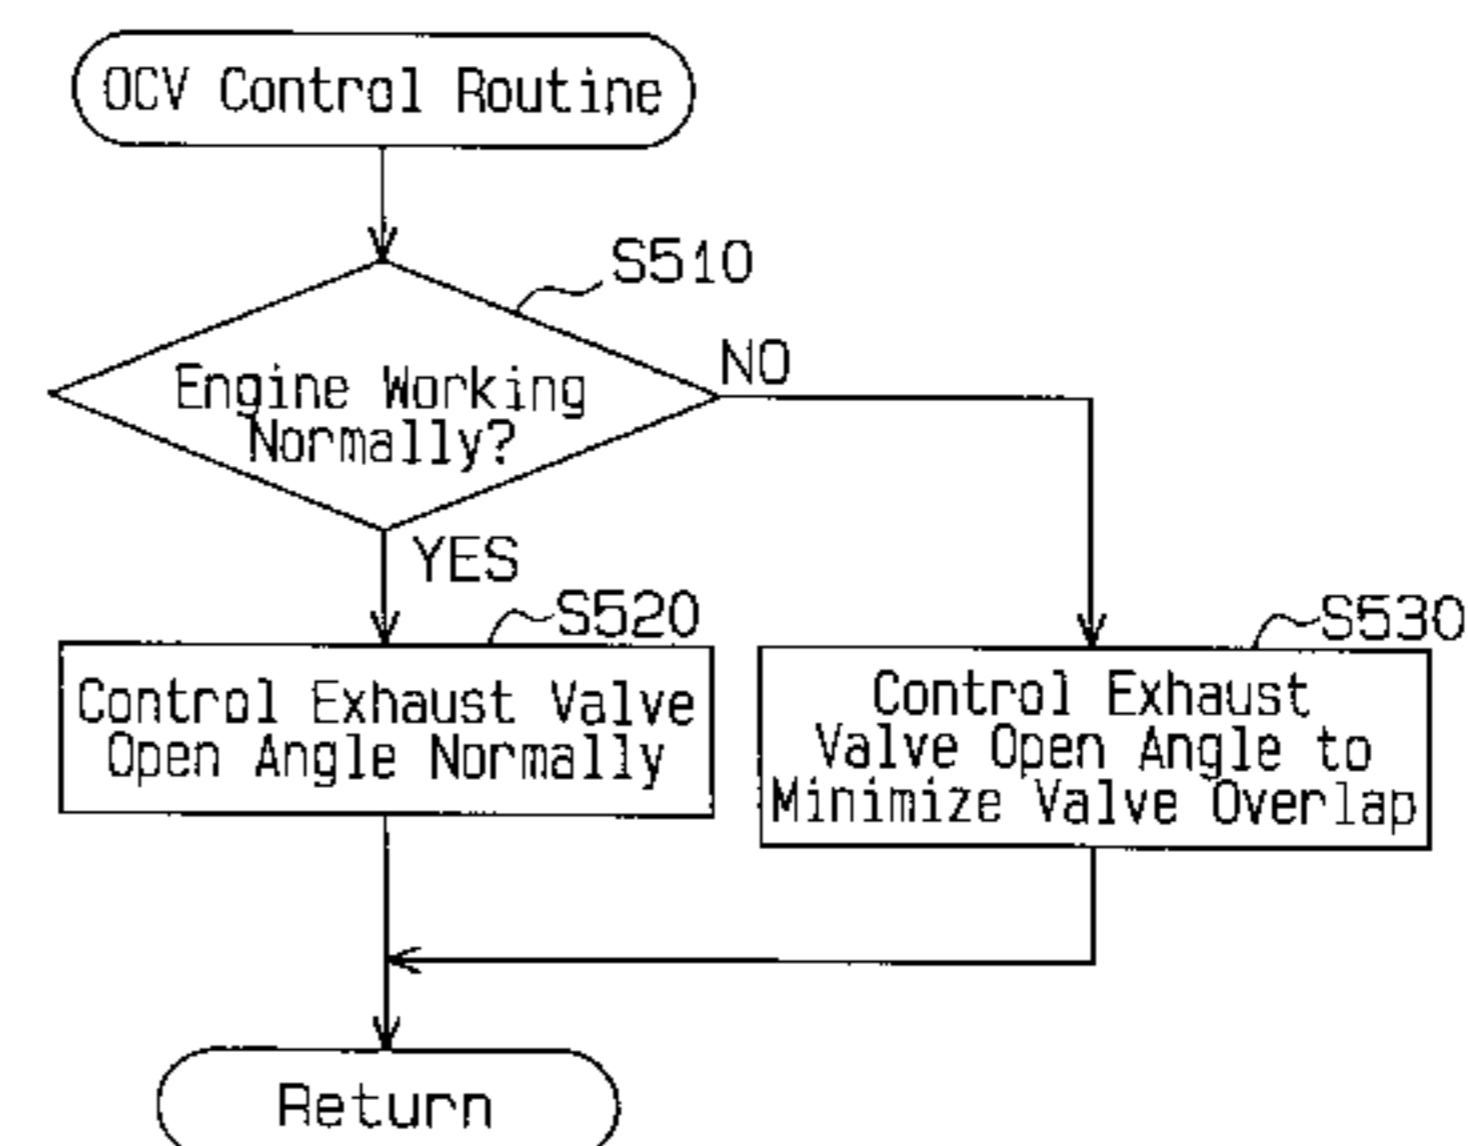 OCV Control Routine
S510
Engine Working
Normally?
NO
YES
S520
Control Exhaust Valve
Open Angle Normally
S530
Control Exhaust
Valve Open Angle to
Minimize Valve Overlap
Return